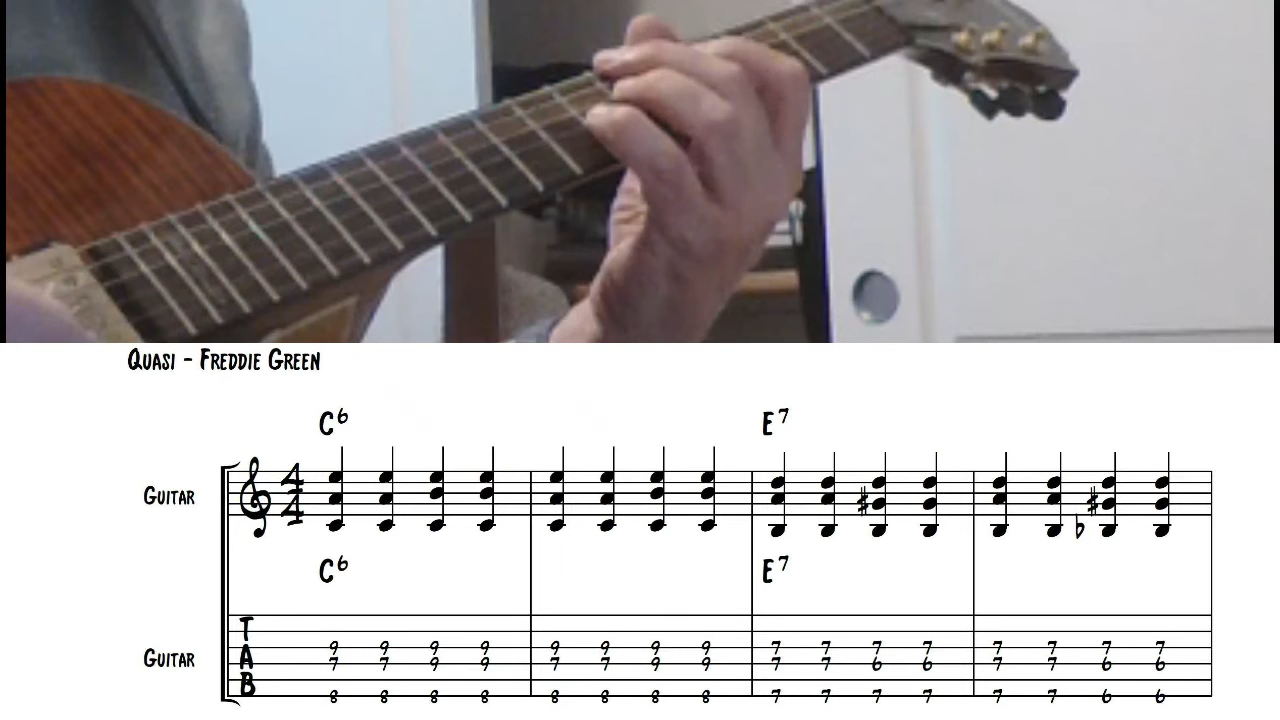 Quasi - Freddie Green
C6 E7
Guitar 4 4
C6 E7
Guitar T A B
9 9 9 9 9 9 9 9 7 7 7 7 7 7 7 7
7 7 9 9 7 7 9 9 7 7 6 6 7 7 6 6
8 8 8 8 8 8 8 8 7 7 7 7 7 7 6 6